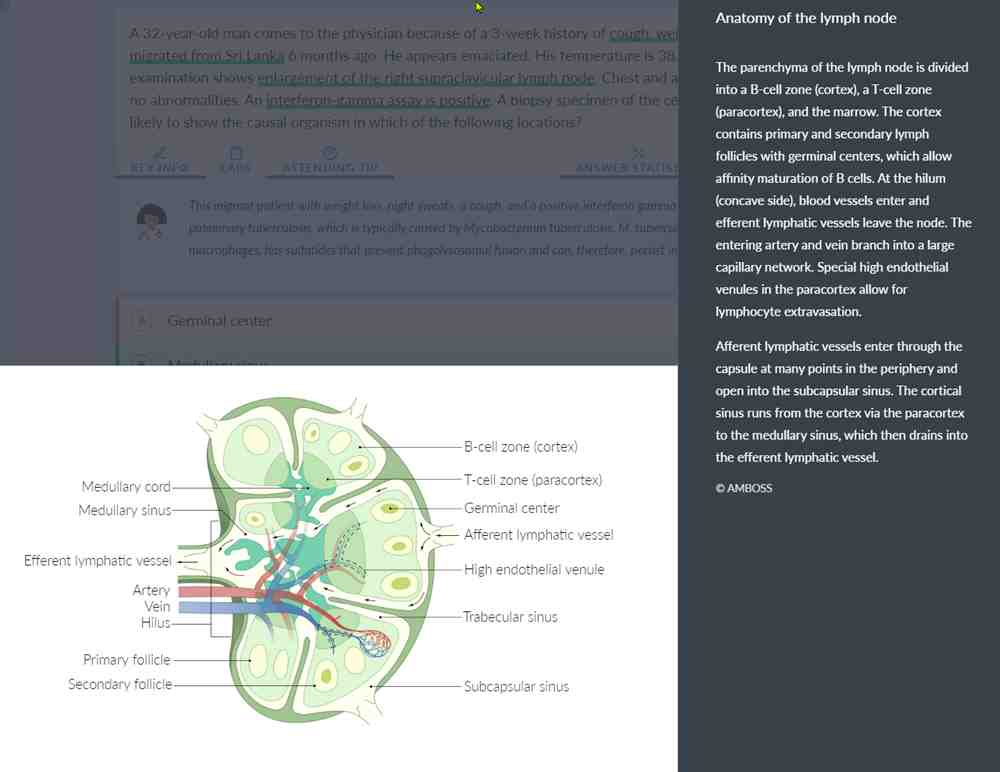 A 32-year-old man comes to the physician because of a 3-week history of cough, wei
migrated from Sri Lanka 6 months ago. He appears emaciated. His temperature is 38.
examination shows enlargement of the right supraclavicular lymph node. Chest and a
no abnormalities. An interferon-gamma assay is positive. A biopsy specimen of the ce
likely to show the causal organism in which of the following locations?
KEY INFO
LABS
ATTENDING TIP
ANSWER STATIST
This migrant patient with weight loss, night sweats, a cough, and a positive interferon gamma
pulmonary tuberculosis, which is typically caused by Mycobacterium tuberculosis. M. tubercu
macrophages, has sulfatides that prevent phagolysosomal fusion and can, therefore, persist in
A Germinal center
Medullary sinus
Medullary cord
Medullary sinus
Efferent lymphatic vessel
Artery
Vein
Hilus
Primary follicle
Secondary follicle
B-cell zone (cortex)
T-cell zone (paracortex)
Germinal center
Afferent lymphatic vessel
High endothelial venule
Trabecular sinus
Subcapsular sinus
Anatomy of the lymph node
The parenchyma of the lymph node is divided
into a B-cell zone (cortex), a T-cell zone
(paracortex), and the marrow. The cortex
contains primary and secondary lymph
follicles with germinal centers, which allow
affinity maturation of B cells. At the hilum
(concave side), blood vessels enter and
efferent lymphatic vessels leave the node. The
entering artery and vein branch into a large
capillary network. Special high endothelial
venules in the paracortex allow for
lymphocyte extravasation.
Afferent lymphatic vessels enter through the
capsule at many points in the periphery and
open into the subcapsular sinus. The cortical
sinus runs from the cortex via the paracortex
to the medullary sinus, which then drains into
the efferent lymphatic vessel.
© AMBOSS